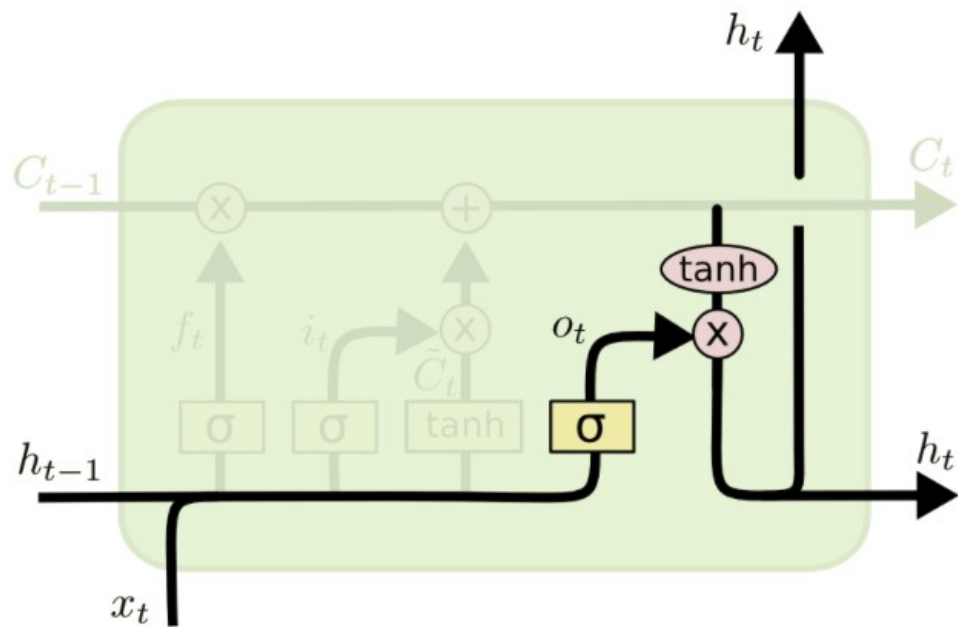 h_t
C_{t-1}
C_t
x
+
tanh
f_t
i_t
x
o_t
x
C̃_t
σ
σ
tanh
σ
h_{t-1}
h_t
x_t